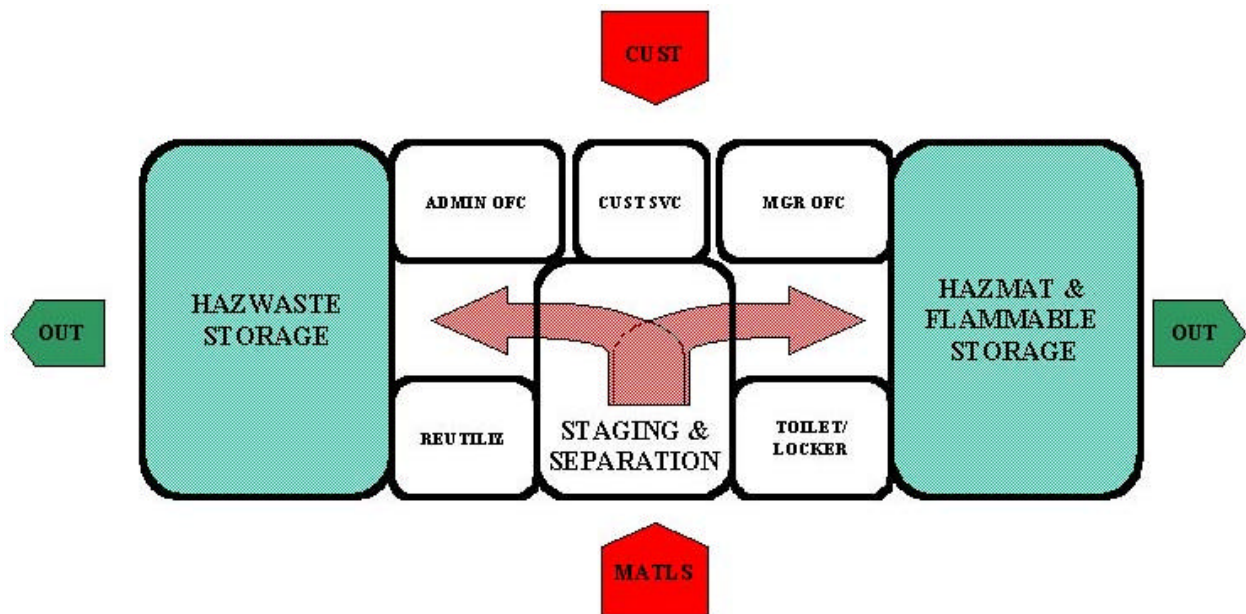 CUST
ADMIN OFC
CUST SVC
MGR OFC
HAZWASTE
STORAGE
HAZMAT &
FLAMMABLE
STORAGE
OUT
OUT
REUTILIZ
STAGING &
SEPARATION
TOILET/
LOCKER
MATLS